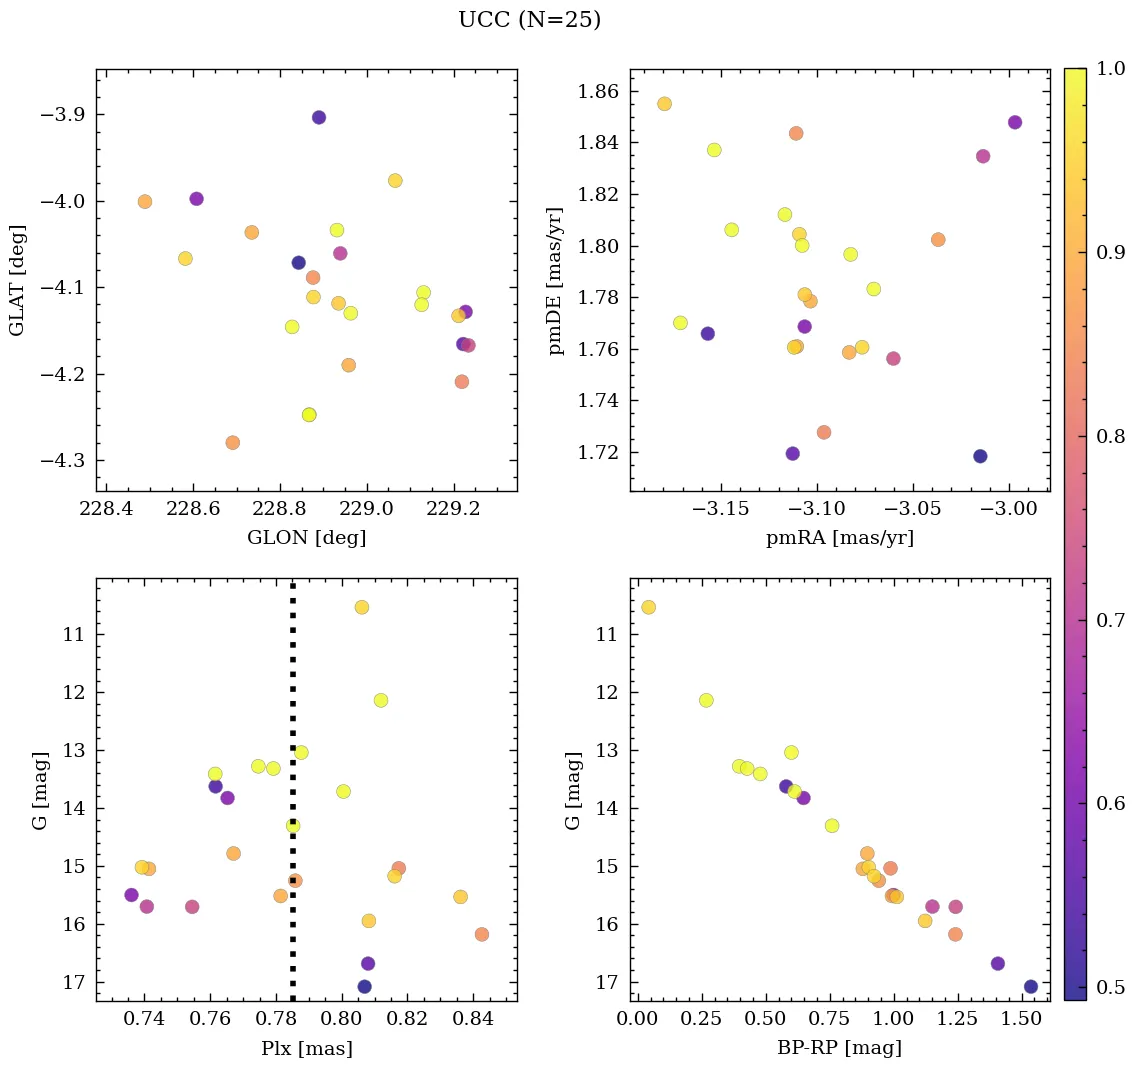 UCC (N=25)
−3.9
−4.0
−4.1
−4.2
−4.3
GLAT [deg]
228.4 228.6 228.8 229.0 229.2
GLON [deg]
1.86
1.84
1.82
1.80
1.78
1.76
1.74
1.72
pmDE [mas/yr]
−3.15 −3.10 −3.05 −3.00
pmRA [mas/yr]
11
12
13
14
15
16
17
G [mag]
0.74 0.76 0.78 0.80 0.82 0.84
Plx [mas]
11
12
13
14
15
16
17
G [mag]
0.00 0.25 0.50 0.75 1.00 1.25 1.50
BP-RP [mag]
1.0
0.9
0.8
0.7
0.6
0.5